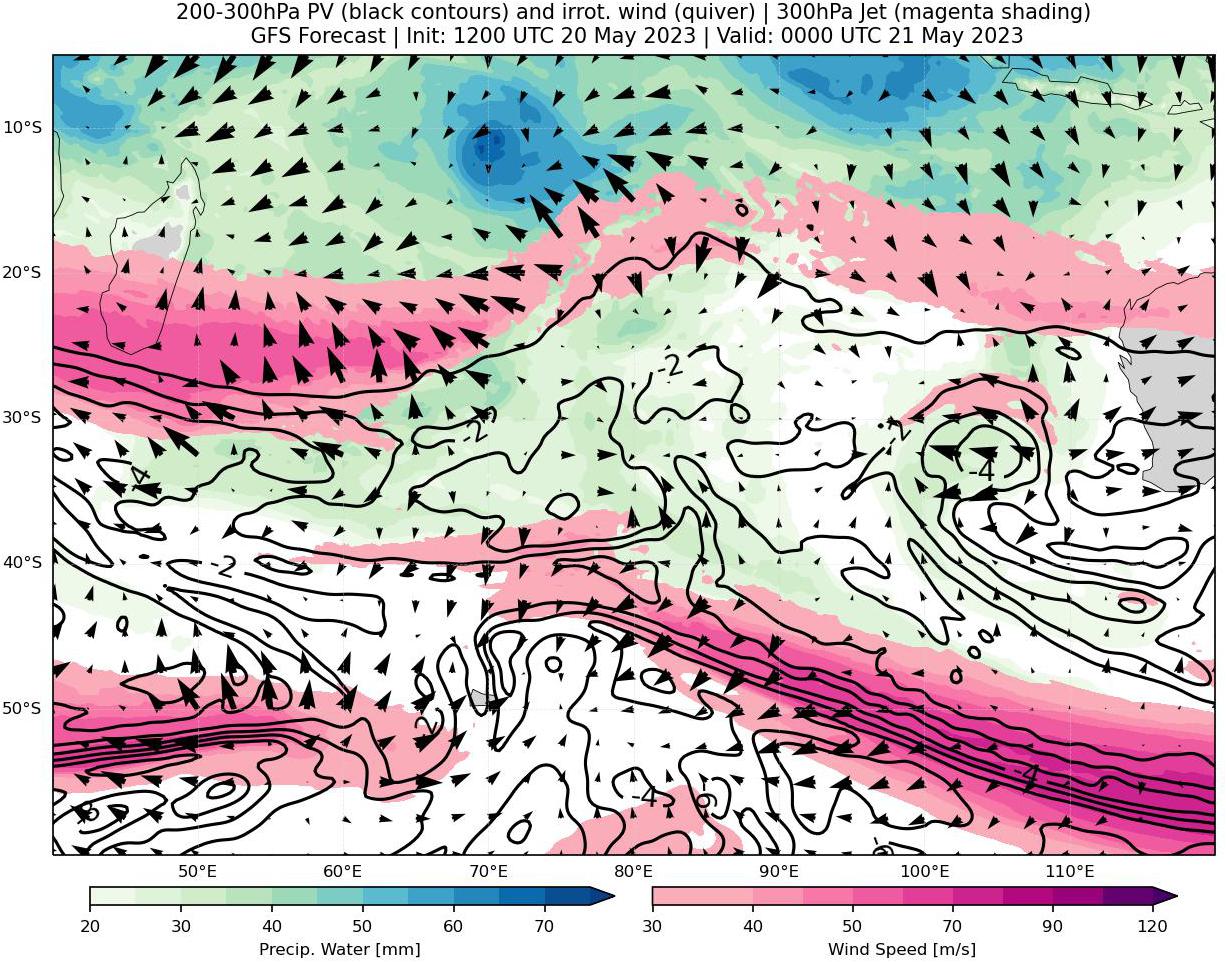 200-300hPa PV (black contours) and irrot. wind (quiver) | 300hPa Jet (magenta shading)
GFS Forecast | Init: 1200 UTC 20 May 2023 | Valid: 0000 UTC 21 May 2023
10°S
20°S
30°S
40°S
50°S
0
-2
-2
-2
-4
-4
-2
0
-2
-4
-4
-6
50°E 60°E 70°E 80°E 90°E 100°E 110°E
20 30 40 50 60 70
Precip. Water [mm]
30 40 50 70 90 120
Wind Speed [m/s]